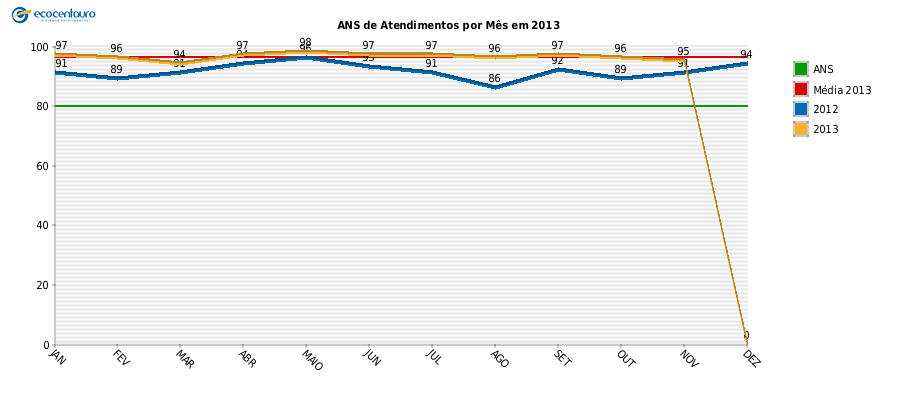 ecocentauro
ANS de Atendimentos por Mês em 2013
100
80
60
40
20
0
97 96 94 97 98 97 97 96 97 96 95 0
91 89 91 94 96 93 91 86 92 89 91 94
JAN FEV MAR ABR MAIO JUN JUL AGO SET OUT NOV DEZ
ANS
Média 2013
2012
2013